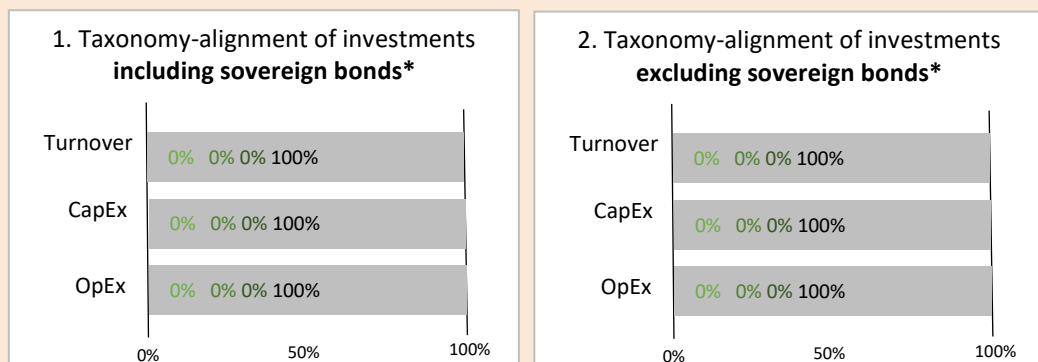 1. Taxonomy-alignment of investments
including sovereign bonds*
Turnover
0% 0% 0% 100%
CapEx
0% 0% 0% 100%
OpEx
0% 0% 0% 100%
0% 50% 100%
2. Taxonomy-alignment of investments
excluding sovereign bonds*
Turnover
0% 0% 0% 100%
CapEx
0% 0% 0% 100%
OpEx
0% 0% 0% 100%
0% 50% 100%